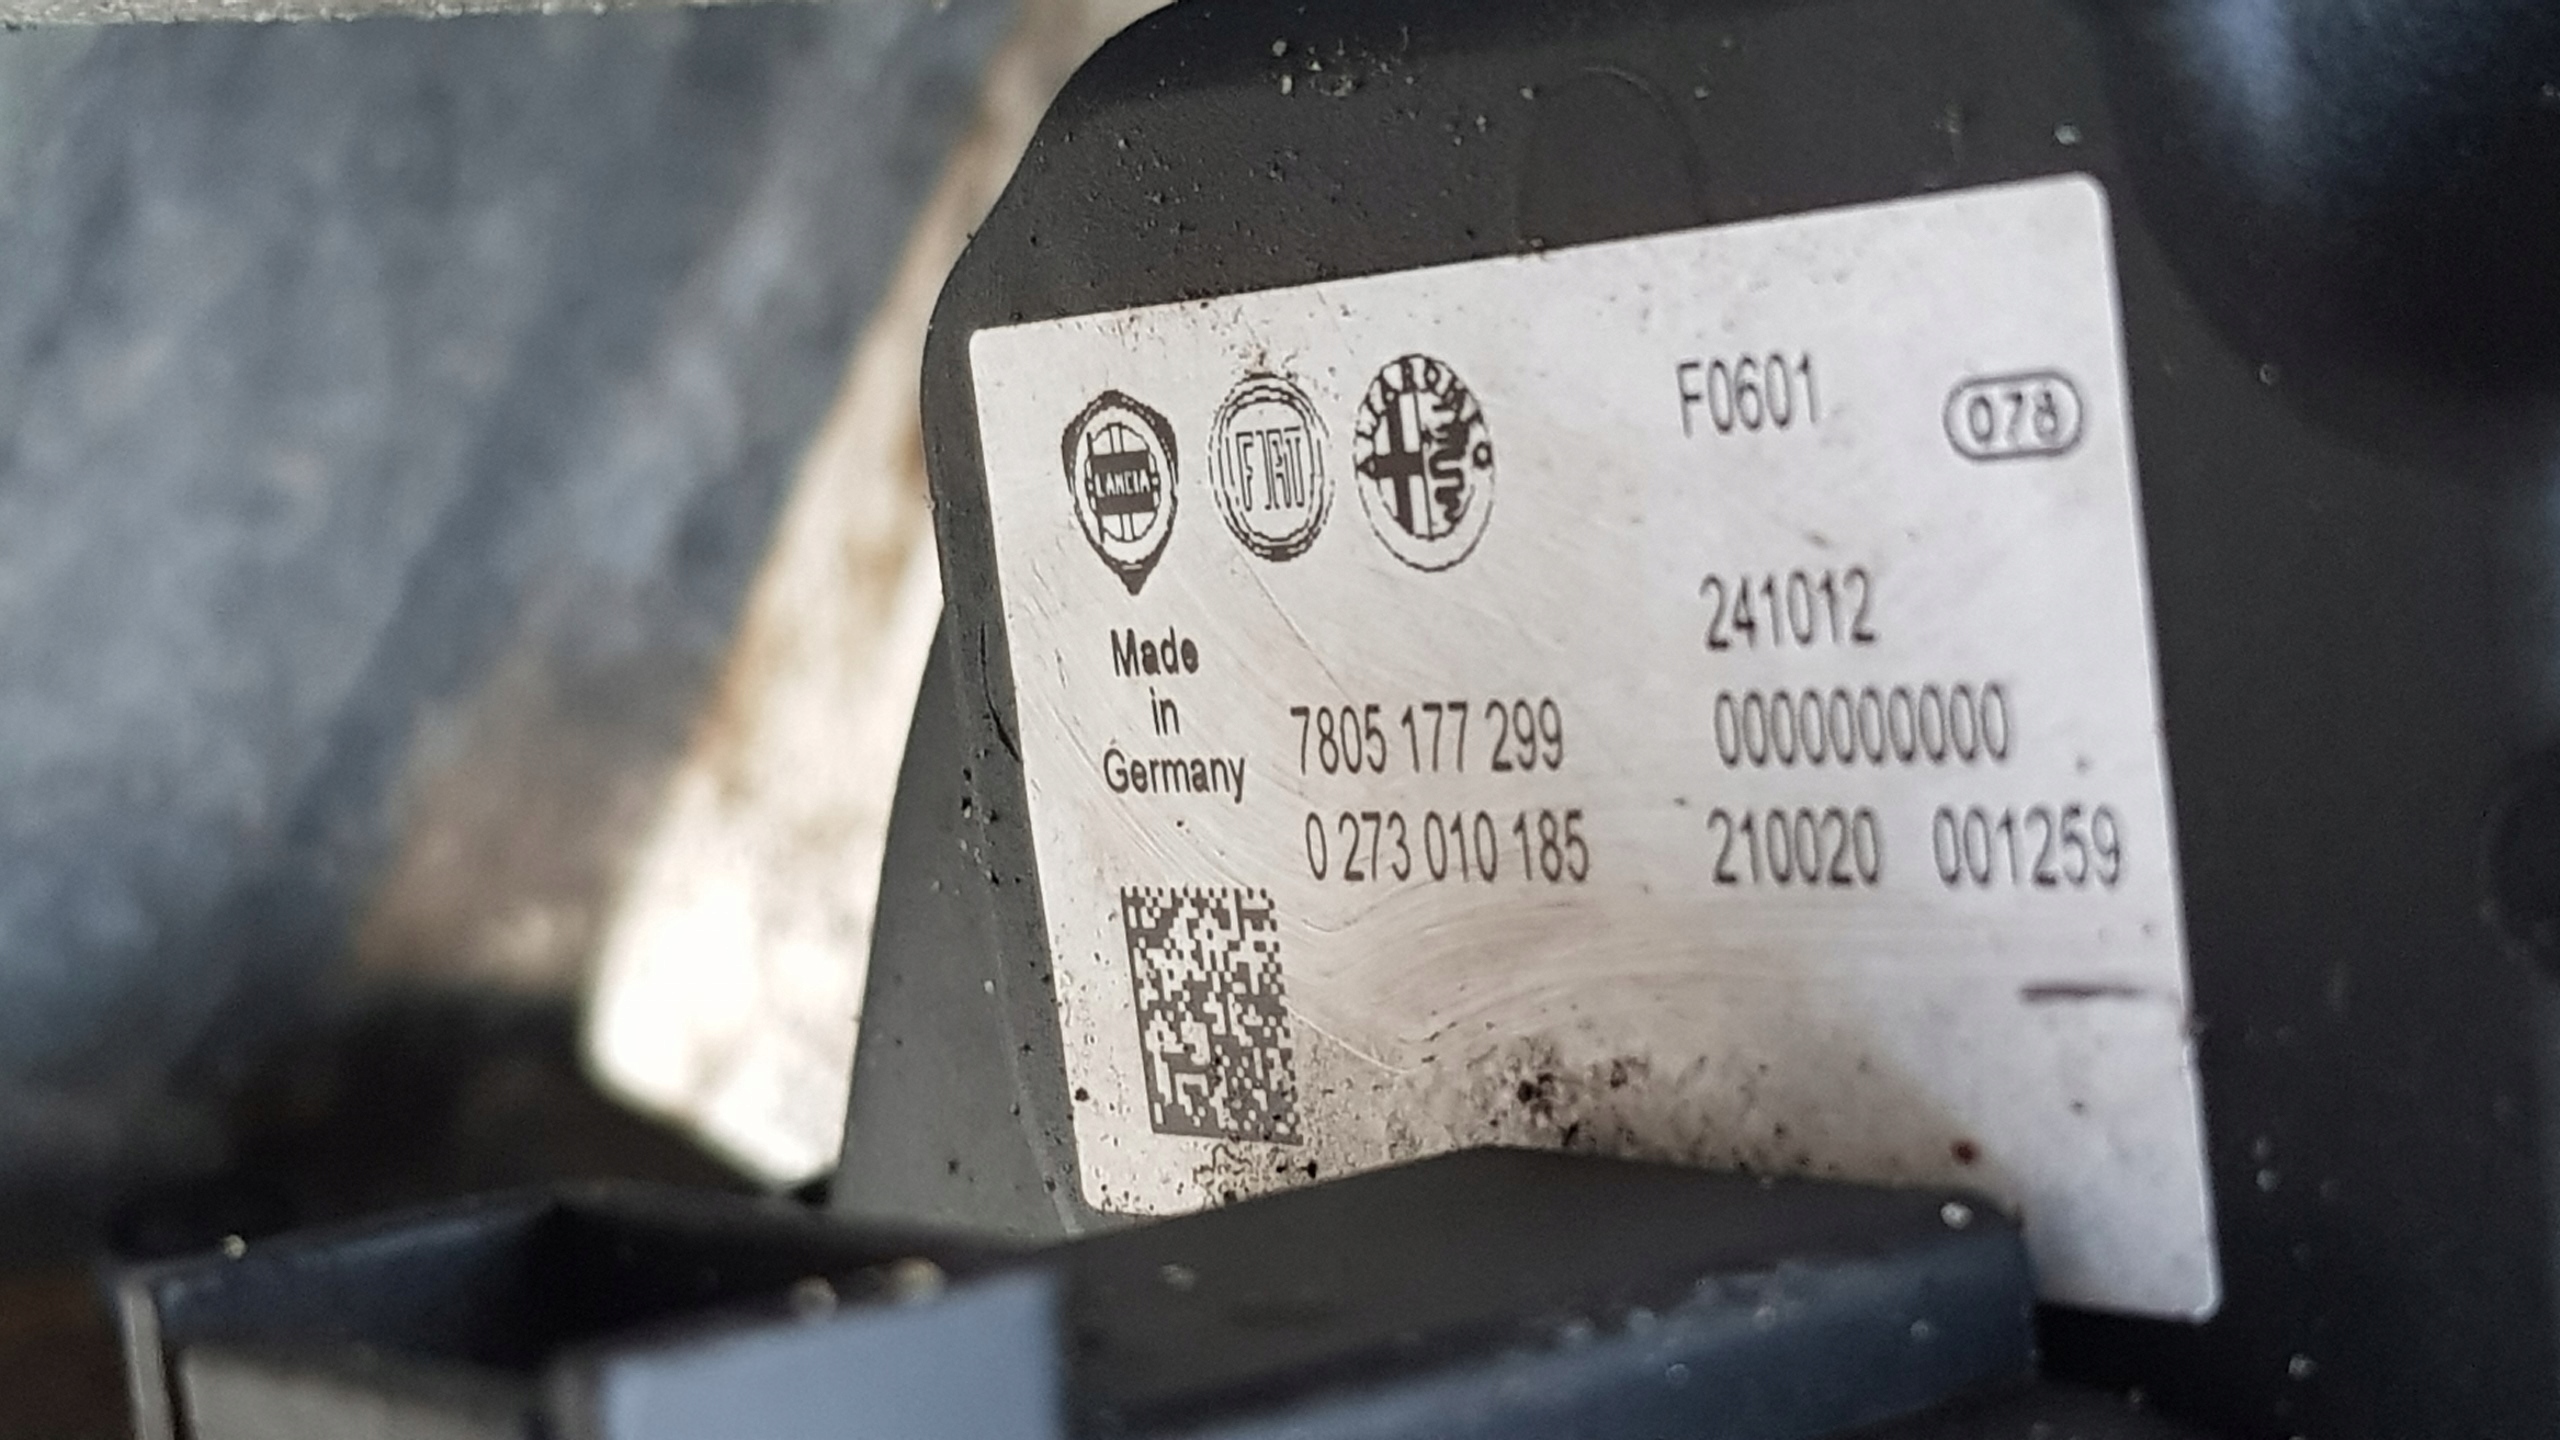 LANCIA
FIAT
ALFA ROMEO
F0601
078
241012
Made
in
Germany
7805 177 299
0000000000
0 273 010 185
210020 001259